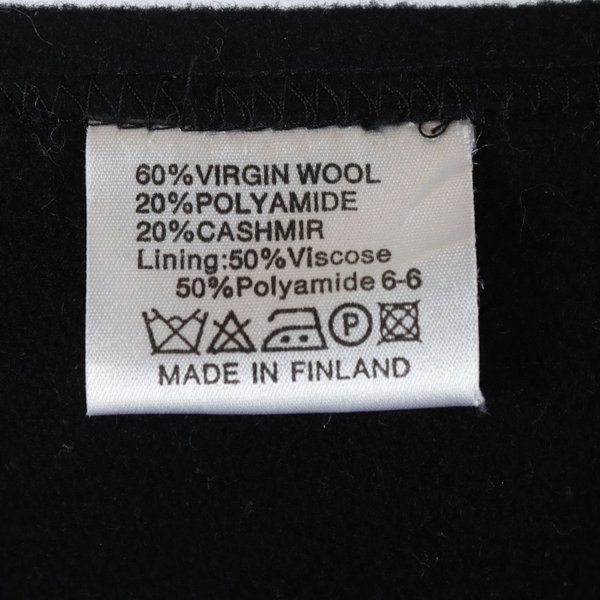 60%VIRGIN WOOL
20%POLYAMIDE
20%CASHMIR
Lining:50%Viscose
50%Polyamide 6-6
P
MADE IN FINLAND